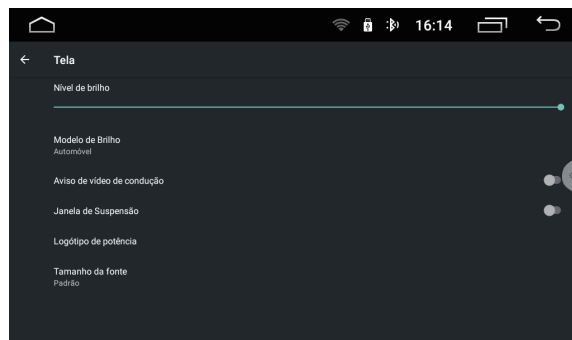 16:14
Tela
Nível de brilho
Modelo de Brilho
Automóvel
Aviso de vídeo de condução
Janela de Suspensão
Logótipo de potência
Tamanho da fonte
Padrão